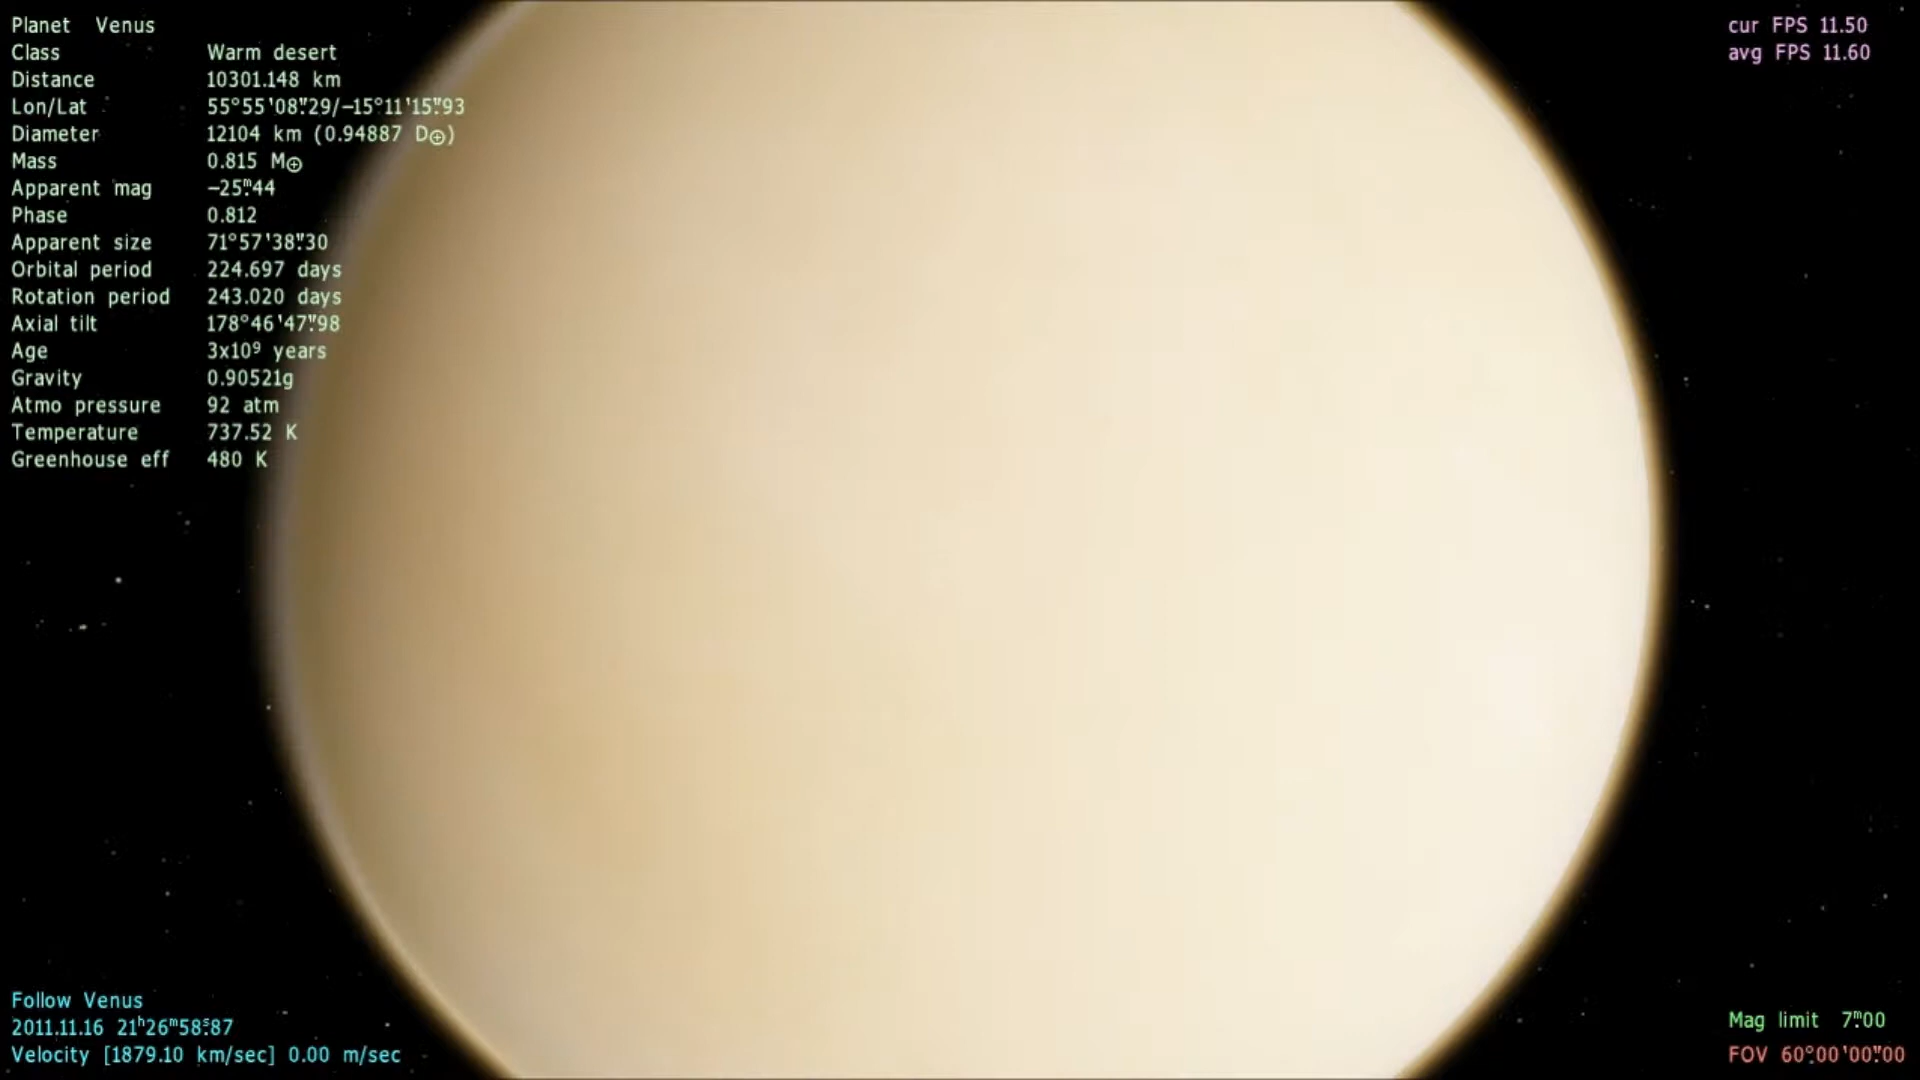 Planet Venus
Class Warm desert
Distance 10301.148 km
Lon/Lat 55°55'08"29/−15°11'15"93
Diameter 12104 km (0.94887 D⊕)
Mass 0.815 M⊕
Apparent mag −25ᵐ44
Phase 0.812
Apparent size 71°57'38"30
Orbital period 224.697 days
Rotation period 243.020 days
Axial tilt 178°46'47"98
Age 3x10⁹ years
Gravity 0.90521g
Atmo pressure 92 atm
Temperature 737.52 K
Greenhouse eff 480 K
cur FPS 11.50
avg FPS 11.60
Follow Venus
2011.11.16 21ʰ26ᵐ58ˢ87
Velocity [1879.10 km/sec] 0.00 m/sec
Mag limit 7ᵐ00
FOV 60°00'00"00